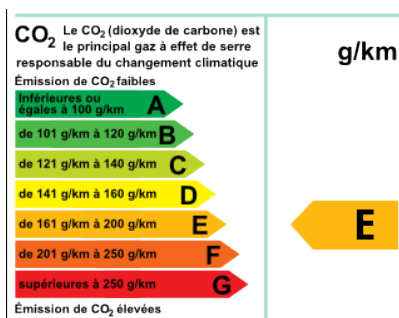 CO2 Le CO2 (dioxyde de carbone) est
le principal gaz à effet de serre
responsable du changement climatique
Émission de CO2 faibles
Inférieures ou
égales à 100 g/km A
de 101 g/km à 120 g/km B
de 121 g/km à 140 g/km C
de 141 g/km à 160 g/km D
de 161 g/km à 200 g/km E
de 201 g/km à 250 g/km F
supérieures à 250 g/km G
Émission de CO2 élevées
g/km
E